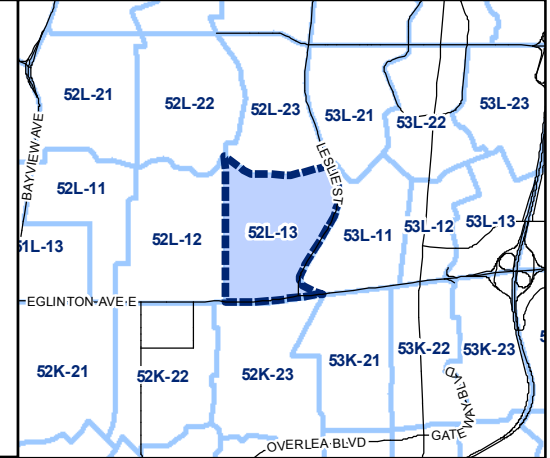 52L-21
52L-22
52L-23
53L-21
53L-22
53L-23
BAYVIEW AVE
LESLIE ST
52L-11
52L-12
52L-13
53L-11
53L-12
53L-13
51L-13
EGLINTON AVE E
52K-21
52K-22
52K-23
53K-21
53K-22
53K-23
OVERLEA BLVD
GATEWAY BLVD